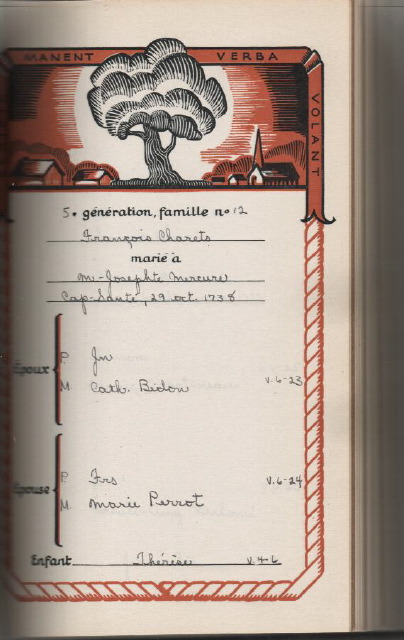 MANENT VERBA VOLANT
5e génération, famille no 12
François Charets
marié à
M-Josephte Mercure
Cap-Santé, 29 oct. 1738
Époux
P. Jn
M. Cath. Bidon V.6-23
Épouse
P. Frs V.6-24
M. Marie Perrot
Enfant Thérèse V.4-6